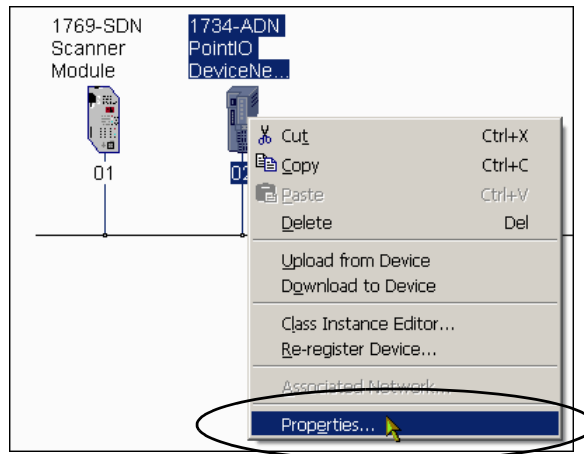 1769-SDN
Scanner
Module
1734-ADN
PointIO
DeviceNe...
01
02
Cut Ctrl+X
Copy Ctrl+C
Paste Ctrl+V
Delete Del
Upload from Device
Download to Device
Class Instance Editor...
Re-register Device...
Associated Network...
Properties...